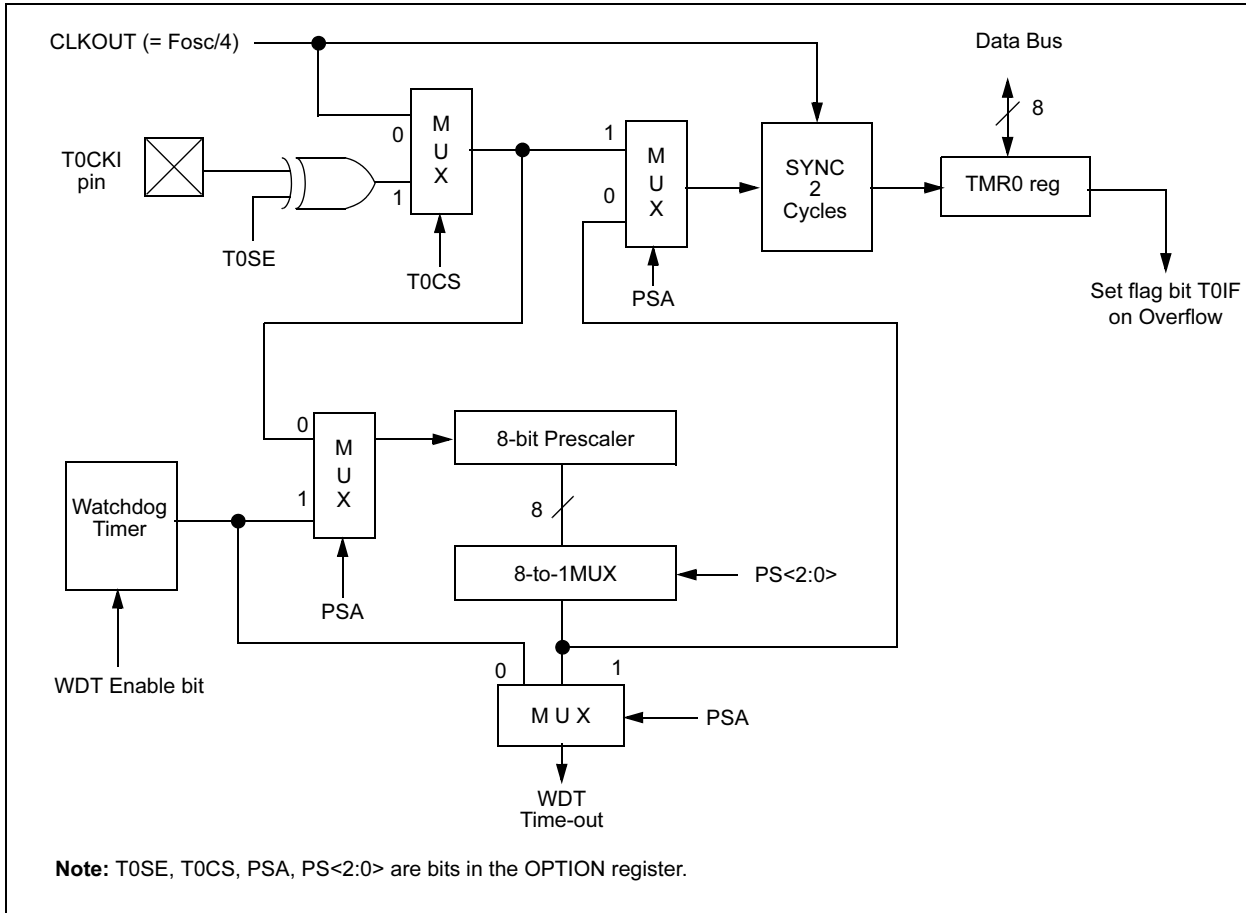 CLKOUT (= Fosc/4)
Data Bus
8
T0CKI
pin
0
1
M
U
X
T0SE
T0CS
1
0
M
U
X
PSA
SYNC
2
Cycles
TMR0 reg
Set flag bit T0IF
on Overflow
0
1
M
U
X
PSA
8-bit Prescaler
8
Watchdog
Timer
8-to-1MUX
PS<2:0>
WDT Enable bit
0
1
M U X
PSA
WDT
Time-out
Note: T0SE, T0CS, PSA, PS<2:0> are bits in the OPTION register.